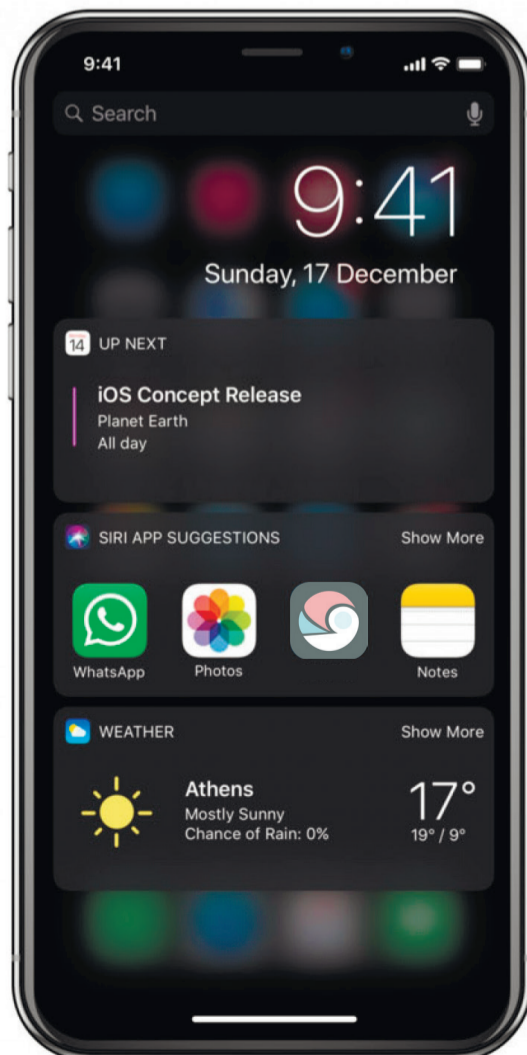 9:41
Search
9:41
Sunday, 17 December
14
UP NEXT
iOS Concept Release
Planet Earth
All day
SIRI APP SUGGESTIONS
Show More
WhatsApp
Photos
Notes
WEATHER
Show More
Athens
Mostly Sunny
Chance of Rain: 0%
17°
19° / 9°